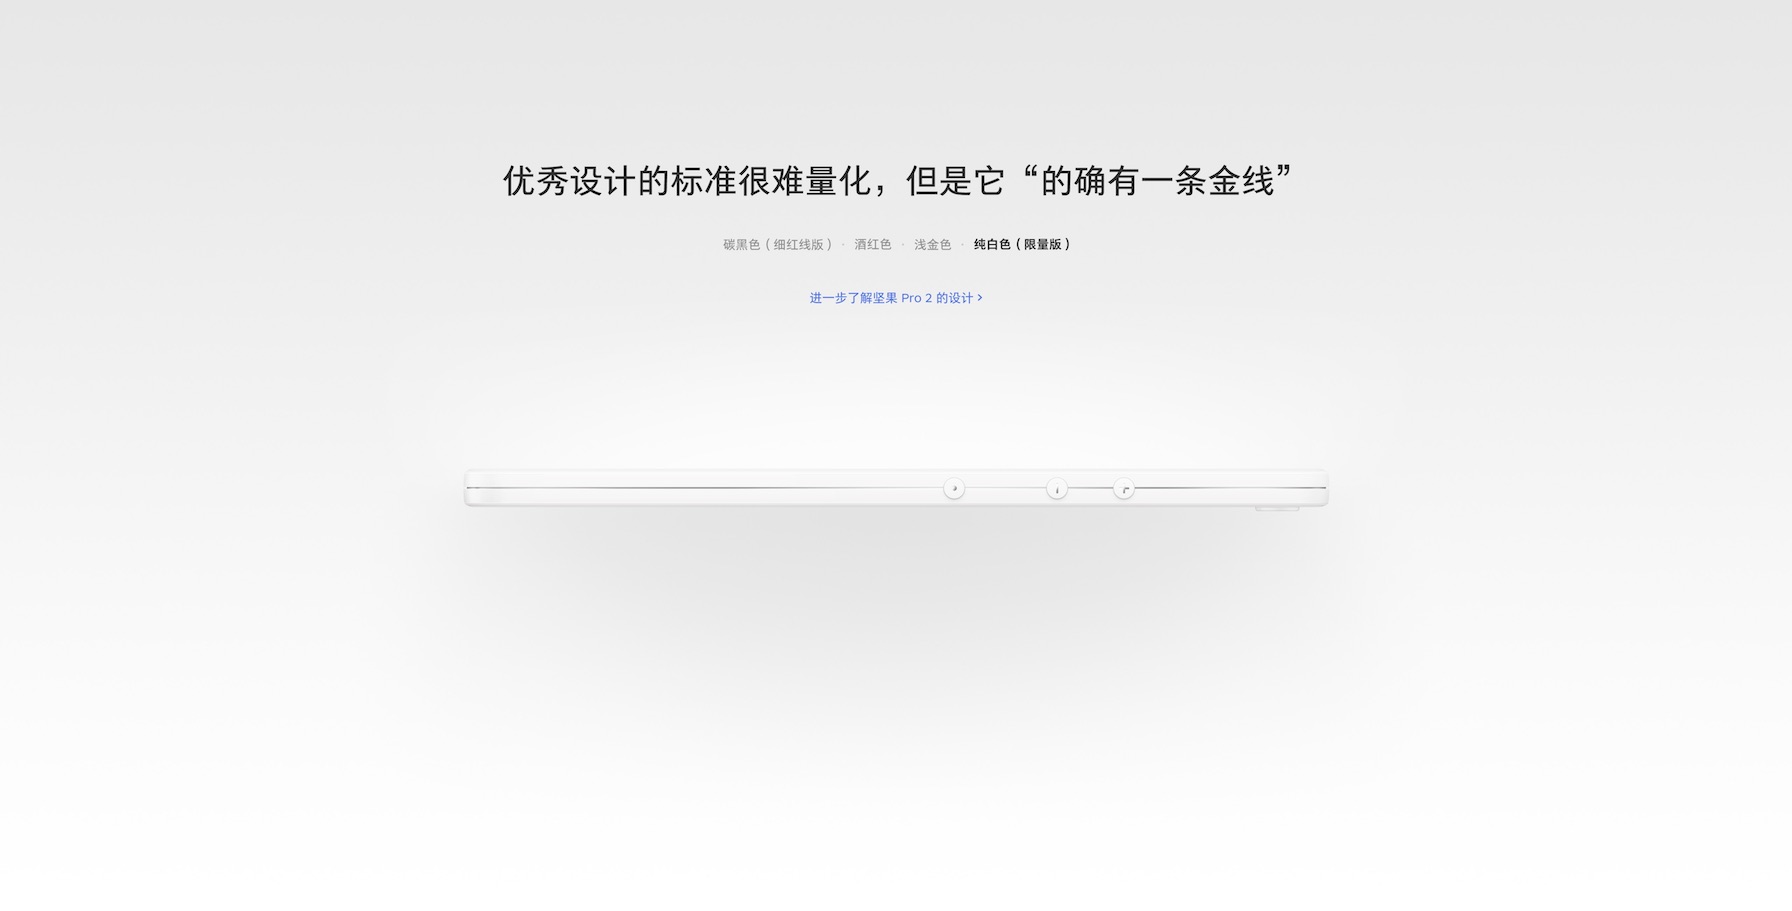 优秀设计的标准很难量化，但是它“的确有一条金线”
碳黑色（细红线版） · 酒红色 · 浅金色 · 纯白色（限量版）
进一步了解坚果 Pro 2 的设计 ›